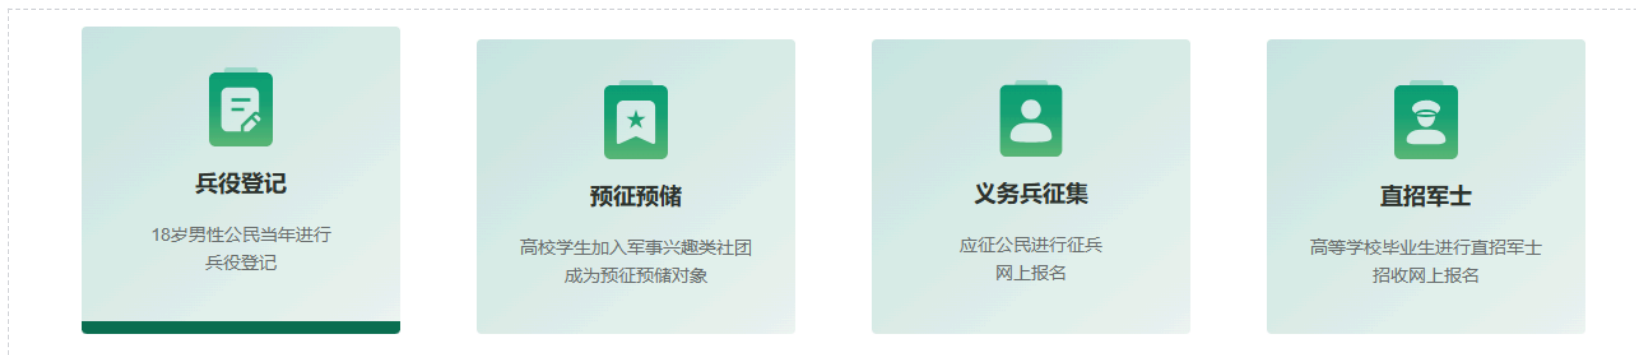 兵役登记
18岁男性公民当年进行
兵役登记
预征预储
高校学生加入军事兴趣类社团
成为预征预储对象
义务兵征集
应征公民进行征兵
网上报名
直招军士
高等学校毕业生进行直招军士
招收网上报名